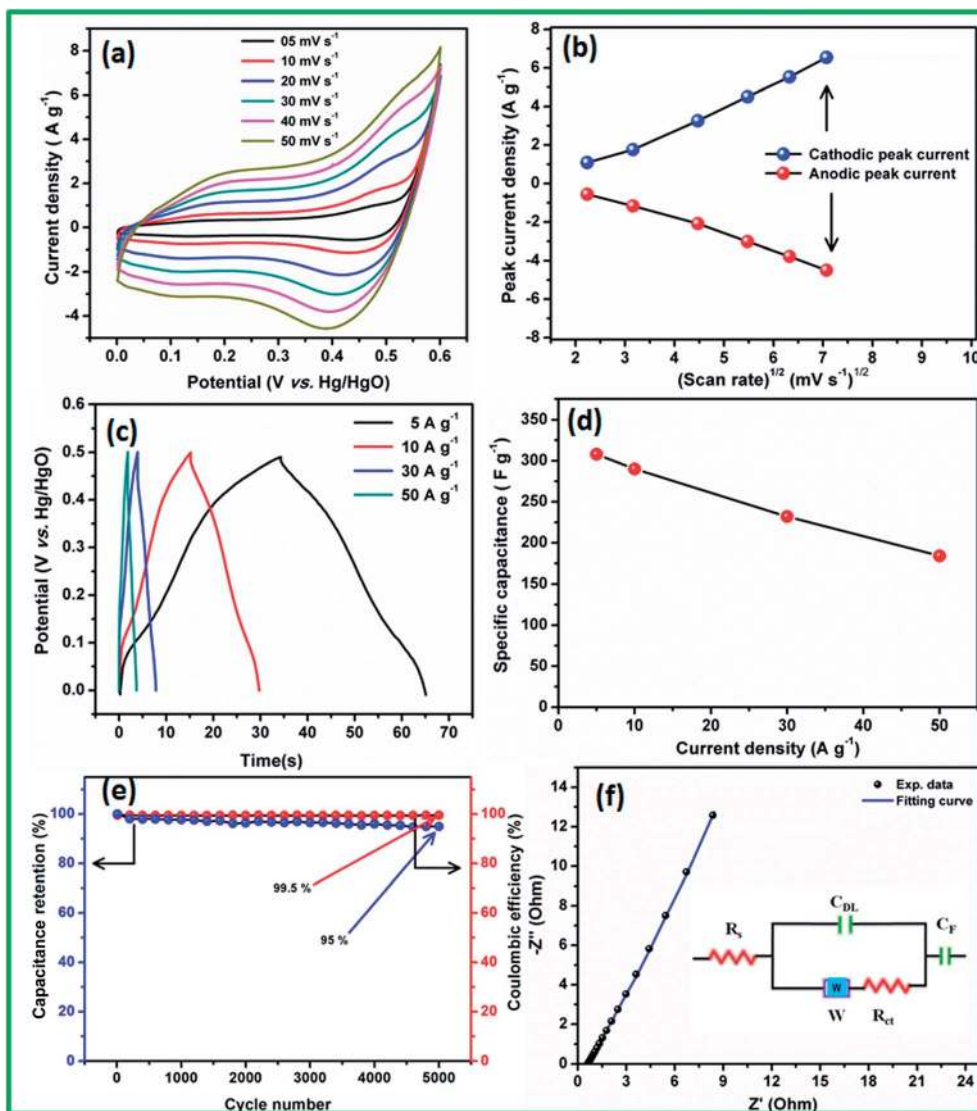 (a)
05 mV s⁻¹
10 mV s⁻¹
20 mV s⁻¹
30 mV s⁻¹
40 mV s⁻¹
50 mV s⁻¹
8
6
4
2
0
-2
-4
Current density ( A g⁻¹)
0.0 0.1 0.2 0.3 0.4 0.5 0.6
Potential (V vs. Hg/HgO)
(b)
8
6
4
2
0
-2
-4
-6
-8
Peak current density (A g⁻¹)
Cathodic peak current
Anodic peak current
2 3 4 5 6 7 8 9 10
(Scan rate)¹/² (mV s⁻¹)¹/²
(c)
5 A g⁻¹
10 A g⁻¹
30 A g⁻¹
50 A g⁻¹
0.6
0.5
0.4
0.3
0.2
0.1
0.0
Potential (V vs. Hg/HgO)
0 10 20 30 40 50 60 70
Time(s)
(d)
350
300
250
200
150
100
50
0
Specific capacitance ( F g⁻¹)
0 10 20 30 40 50
Current density (A g⁻¹)
(e)
100
80
60
40
20
0
Capacitance retention (%)
99.5 %
95 %
100
80
60
40
20
0
Coulombic efficiency (%)
0 1000 2000 3000 4000 5000
Cycle number
(f)
Exp. data
Fitting curve
14
12
10
8
6
4
2
0
-Z'' (Ohm)
Rs
CDL
CF
W
W
Rct
0 3 6 9 12 15 18 21 24
Z' (Ohm)